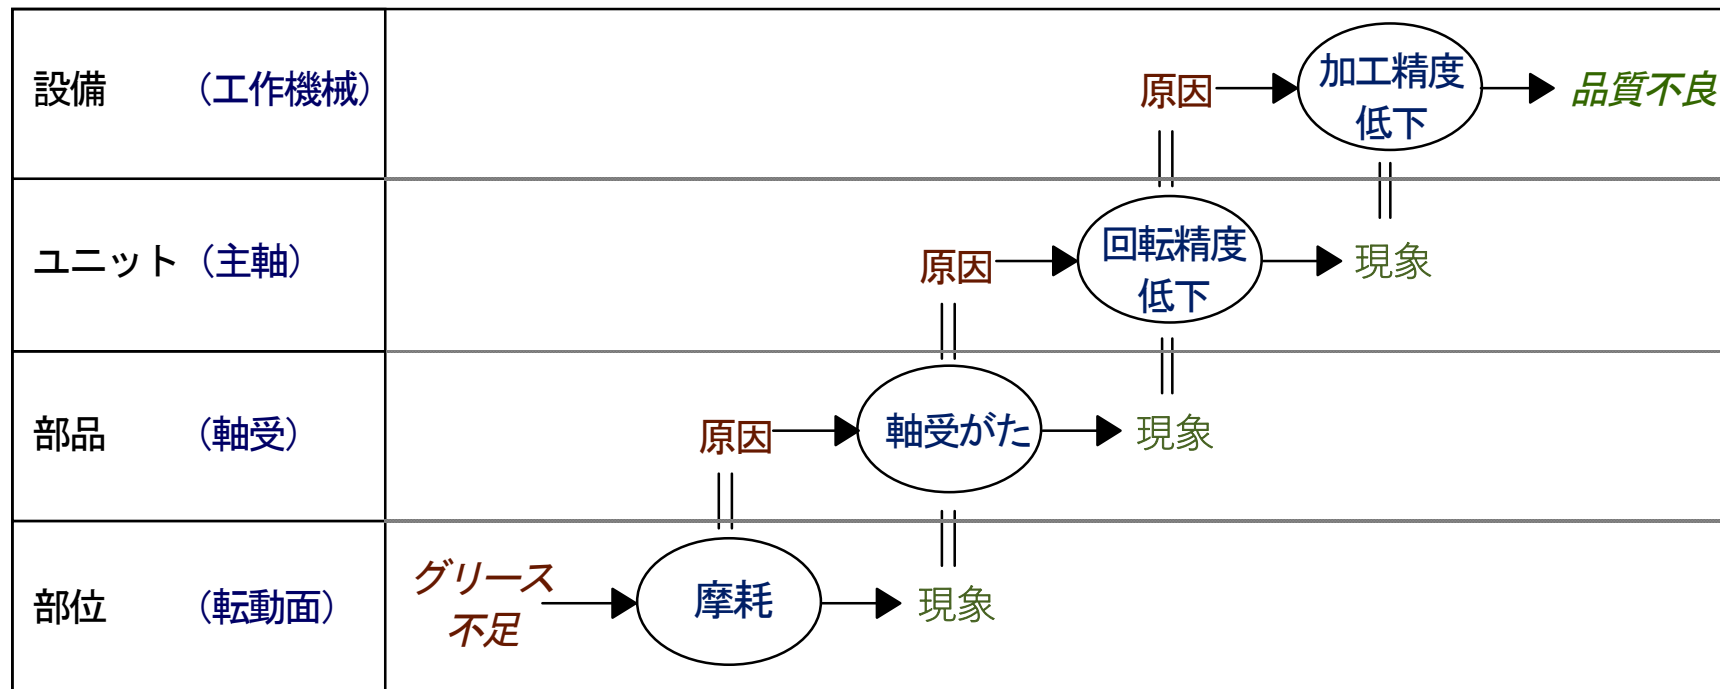 設備 （工作機械）
原因
加工精度
低下
品質不良
ユニット （主軸）
原因
回転精度
低下
現象
部品 （軸受）
原因
軸受がた
現象
部位 （転動面）
グリース
不足
摩耗
現象